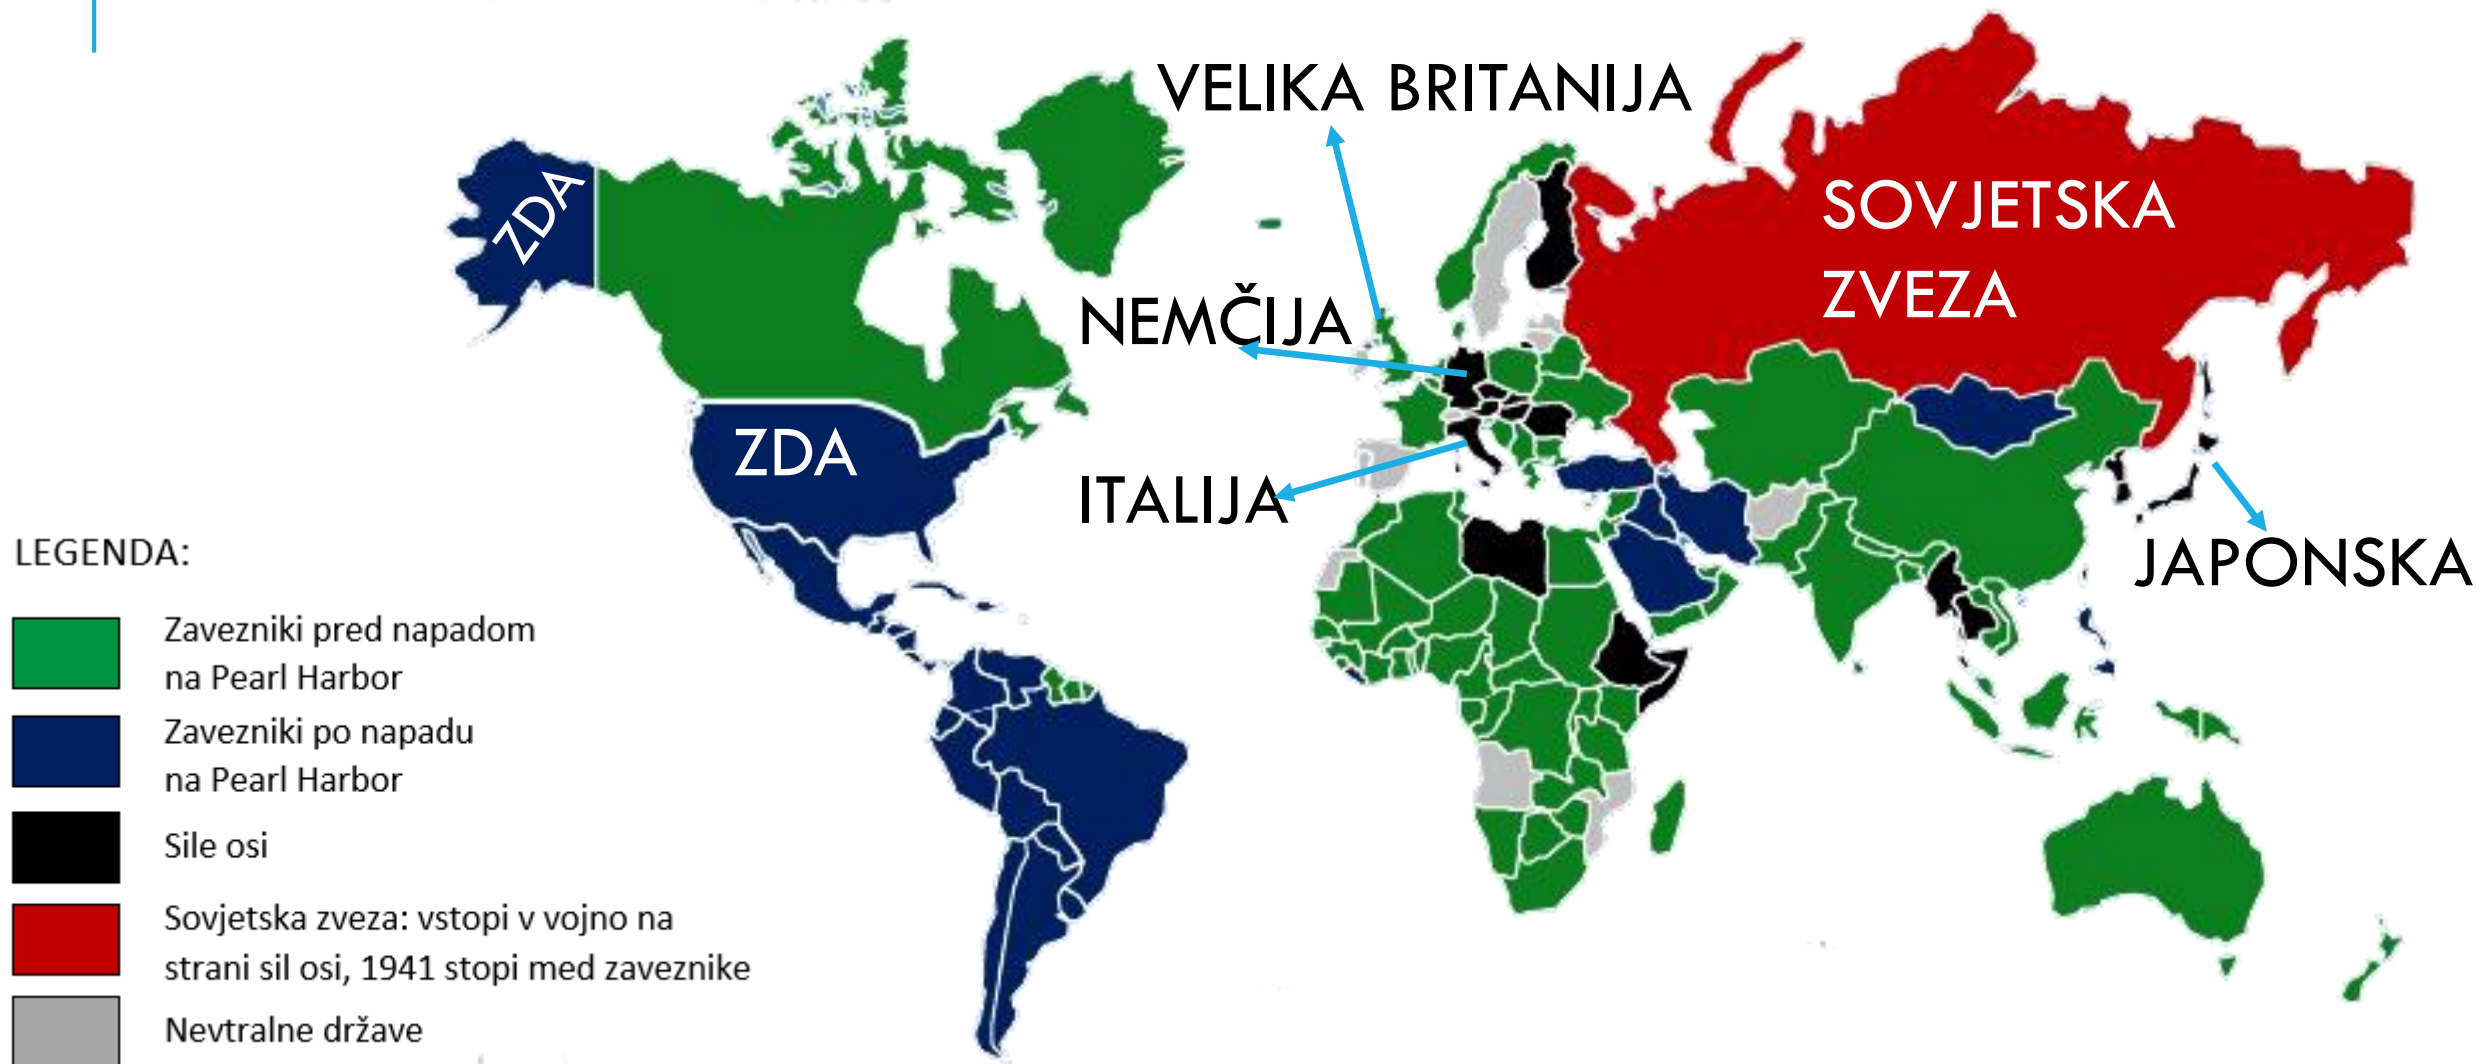 VELIKA BRITANIJA
ZDA
SOVJETSKA
ZVEZA
NEMČIJA
ZDA
ITALIJA
JAPONSKA
LEGENDA:
Zavezniki pred napadom
na Pearl Harbor
Zavezniki po napadu
na Pearl Harbor
Sile osi
Sovjetska zveza: vstopi v vojno na
strani sil osi, 1941 stopi med zaveznike
Nevtralne države